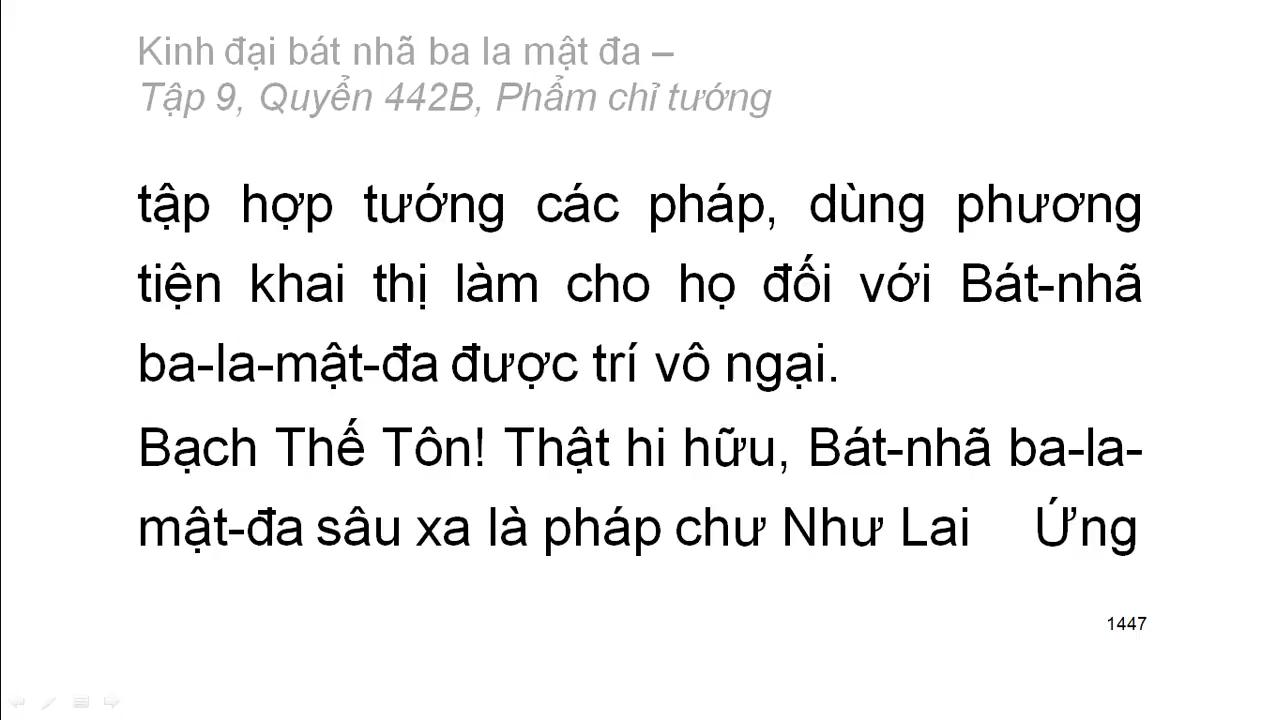 Kinh đại bát nhã ba la mật đa –
Tập 9, Quyển 442B, Phẩm chỉ tướng
tập hợp tướng các pháp, dùng phương
tiện khai thị làm cho họ đối với Bát-nhã
ba-la-mật-đa được trí vô ngại.
Bạch Thế Tôn! Thật hi hữu, Bát-nhã ba-la-
mật-đa sâu xa là pháp chư Như Lai Ứng
1447